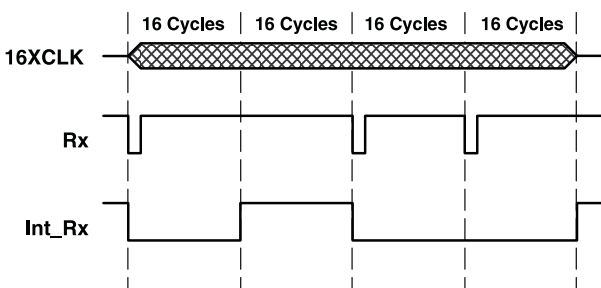 16 Cycles 16 Cycles 16 Cycles 16 Cycles
16XCLK
Rx
Int_Rx